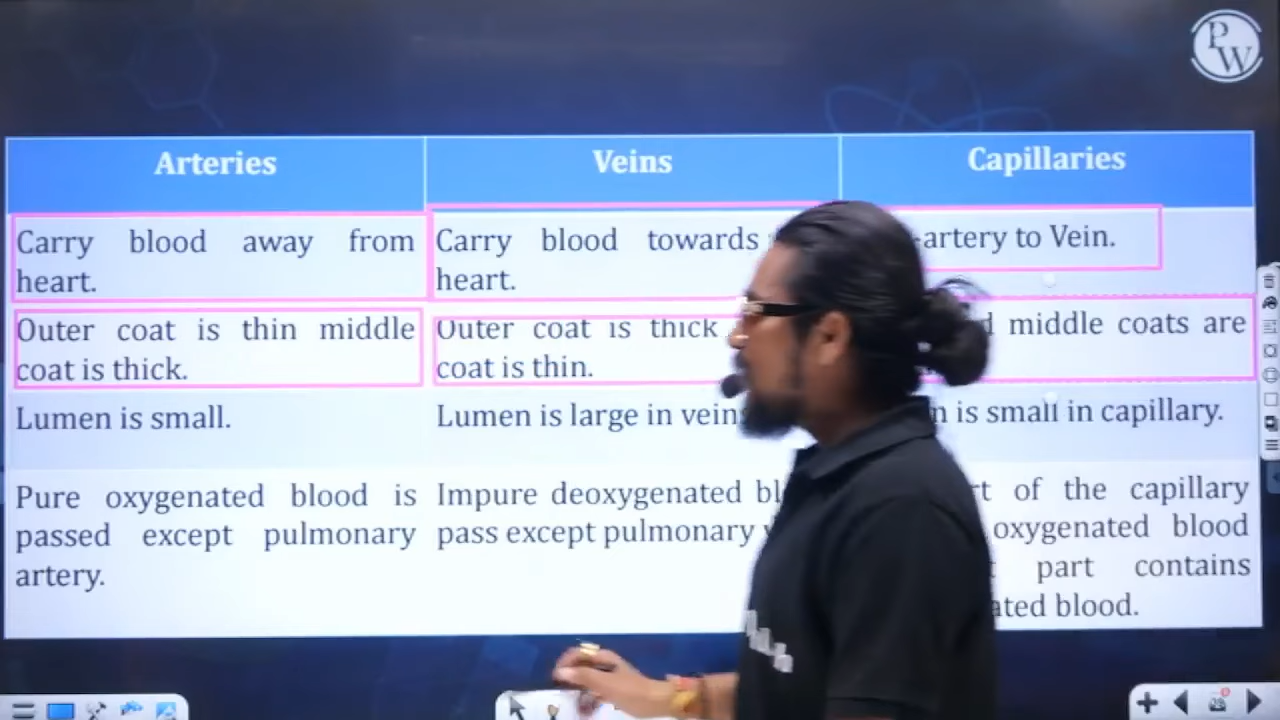 PW
Arteries Veins Capillaries
Carry blood away from
heart.
Carry blood towards
heart.
artery to Vein.
Outer coat is thin middle
coat is thick.
Outer coat is thick
coat is thin.
middle coats are
Lumen is small.
Lumen is large in veins
is small in capillary.
Pure oxygenated blood is
passed except pulmonary
artery.
Impure deoxygenated
pass except pulmonary
of the capillary
oxygenated blood
part contains
blood.